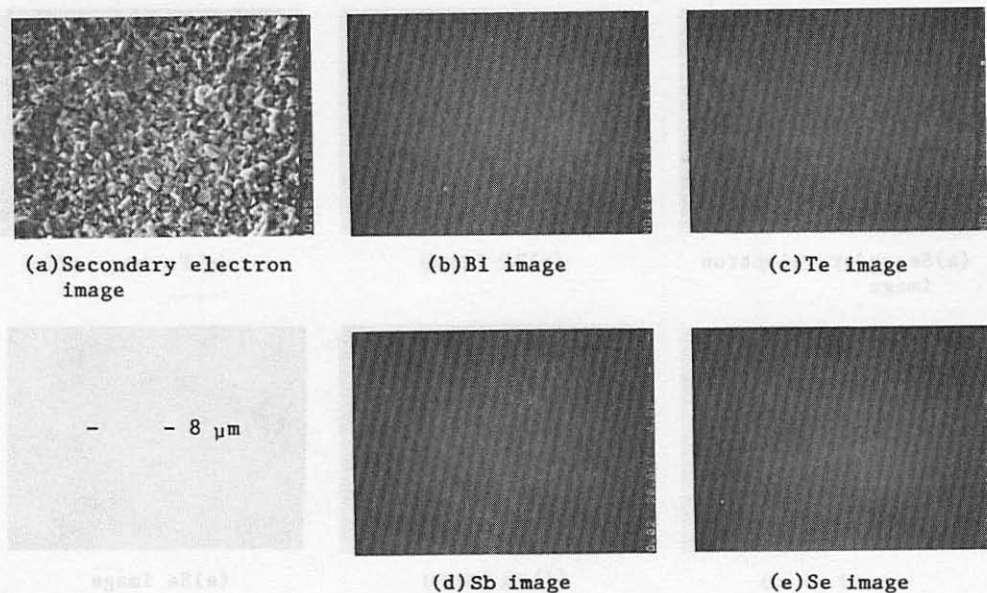 (a)Secondary electron
image
(b)Bi image
(c)Te image
- - 8 μm
(d)Sb image
(e)Se image